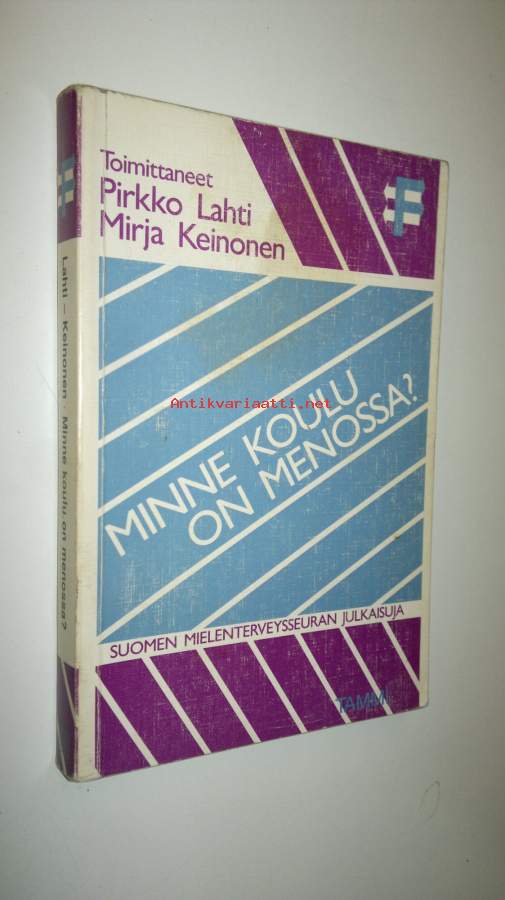 Toimittaneet
Pirkko Lahti
Mirja Keinonen
F
MINNE KOULU
ON MENOSSA?
SUOMEN MIELENTERVEYSSEURAN JULKAISUJA
TAMMI
F
Lahti – Keinonen · Minne koulu on menossa?
Antikvariaatti.net